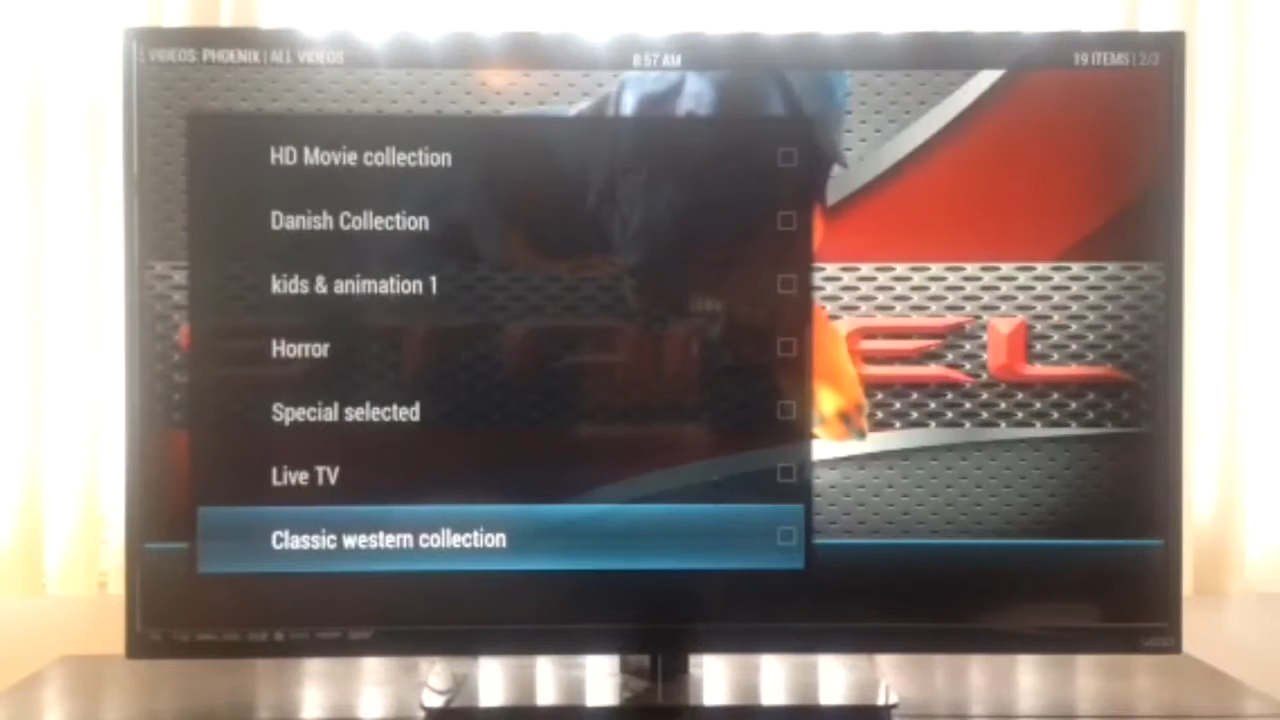 VIDEOS: PHOENIX | ALL VIDEOS
8:57 AM
19 ITEMS | 2/3
HD Movie collection
Danish Collection
kids & animation 1
Horror
Special selected
Live TV
Classic western collection
EL